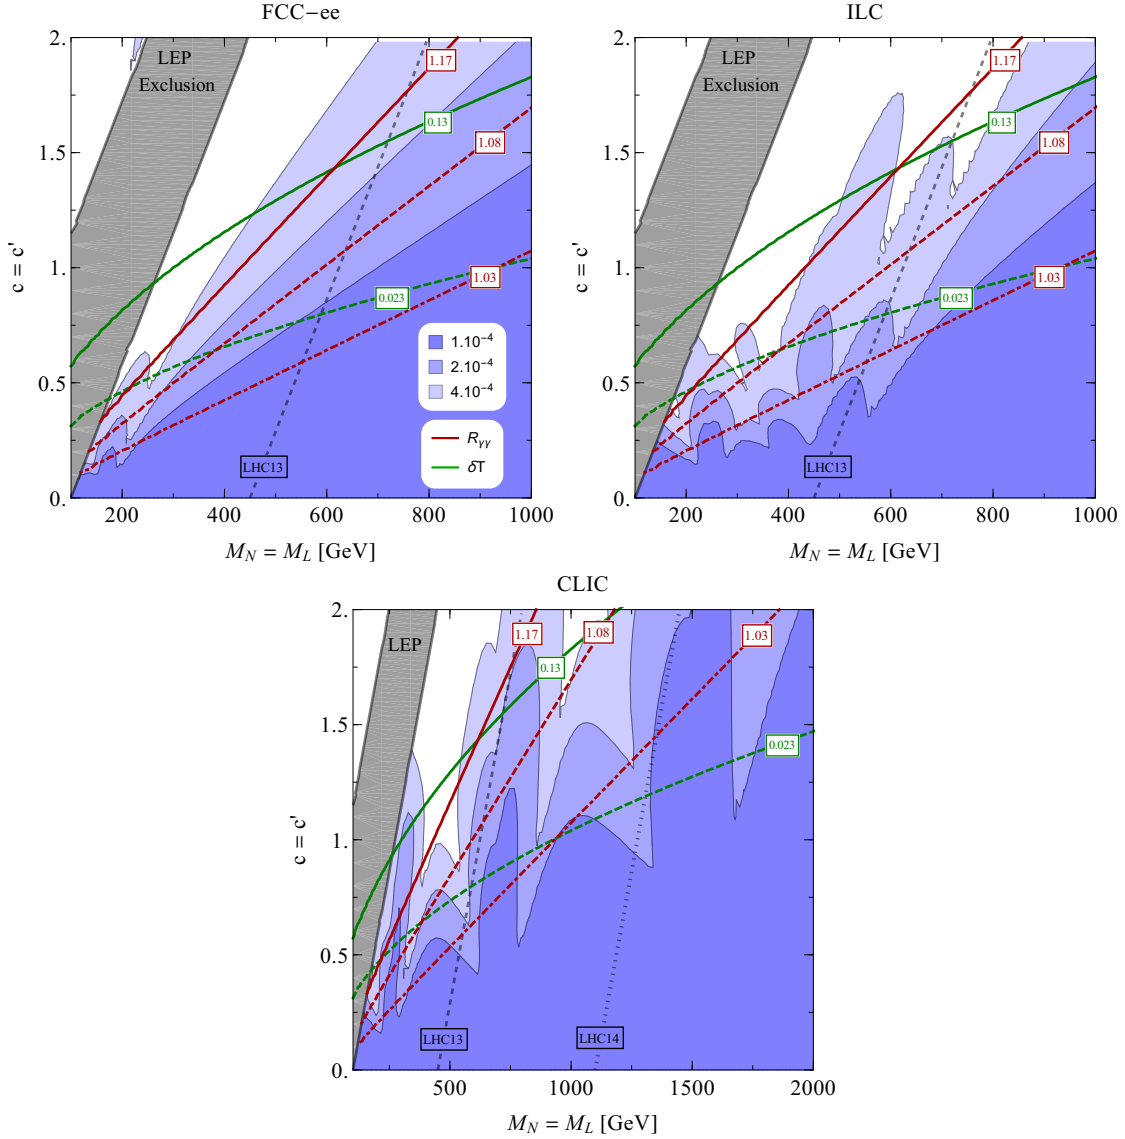 FCC−ee
LEP
Exclusion
1.17
0.13
1.08
1.03
0.023
1.10⁻⁴
2.10⁻⁴
4.10⁻⁴
Rγγ
δT
LHC13
2.
1.5
1.
0.5
0.
c = c'
200
400
600
800
1000
M_N = M_L [GeV]
ILC
LEP
Exclusion
1.17
0.13
1.08
1.03
0.023
LHC13
2.
1.5
1.
0.5
0.
c = c'
200
400
600
800
1000
M_N = M_L [GeV]
CLIC
LEP
1.17
1.08
1.03
0.13
0.023
LHC13
LHC14
2.
1.5
1.
0.5
0.
c = c'
500
1000
1500
2000
M_N = M_L [GeV]